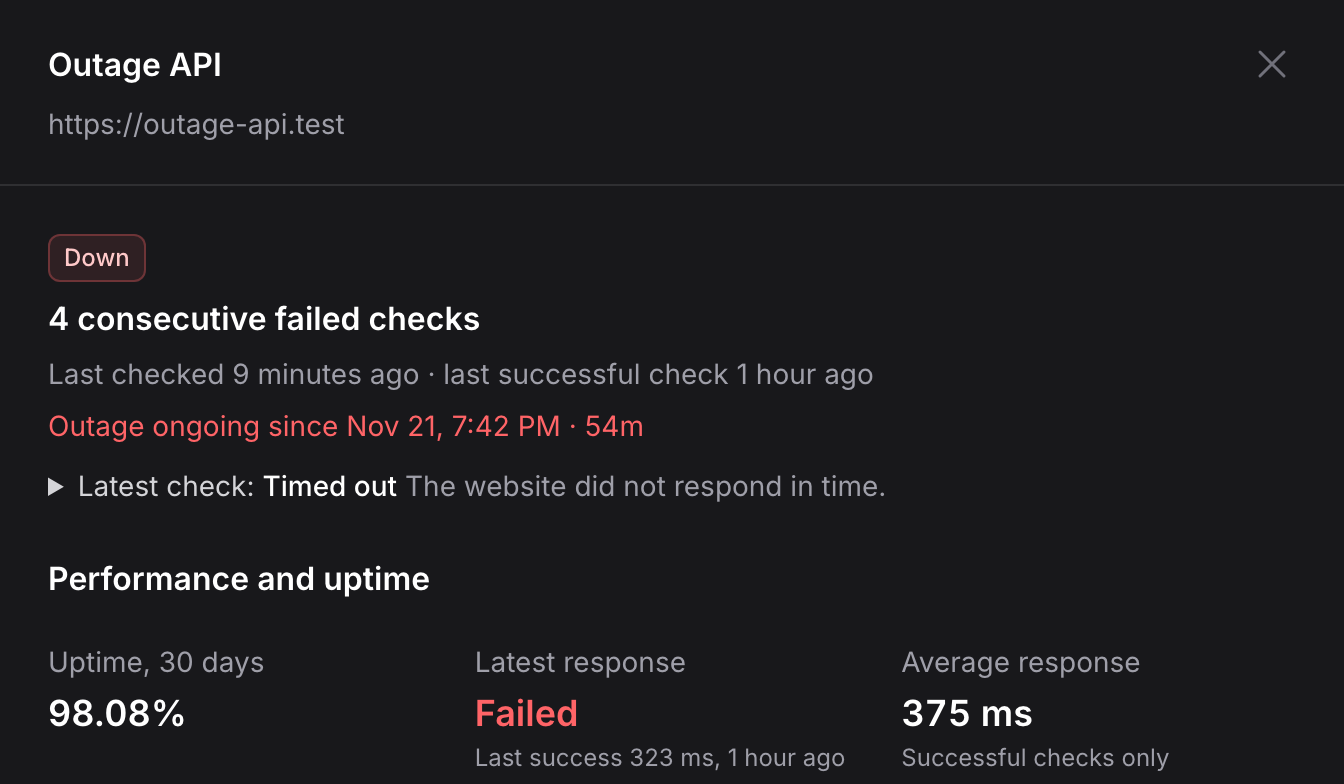 Outage API
https://outage-api.test
Down
4 consecutive failed checks
Last checked 9 minutes ago · last successful check 1 hour ago
Outage ongoing since Nov 21, 7:42 PM · 54m
Latest check: Timed out The website did not respond in time.
Performance and uptime
Uptime, 30 days
98.08%
Latest response
Failed
Last success 323 ms, 1 hour ago
Average response
375 ms
Successful checks only